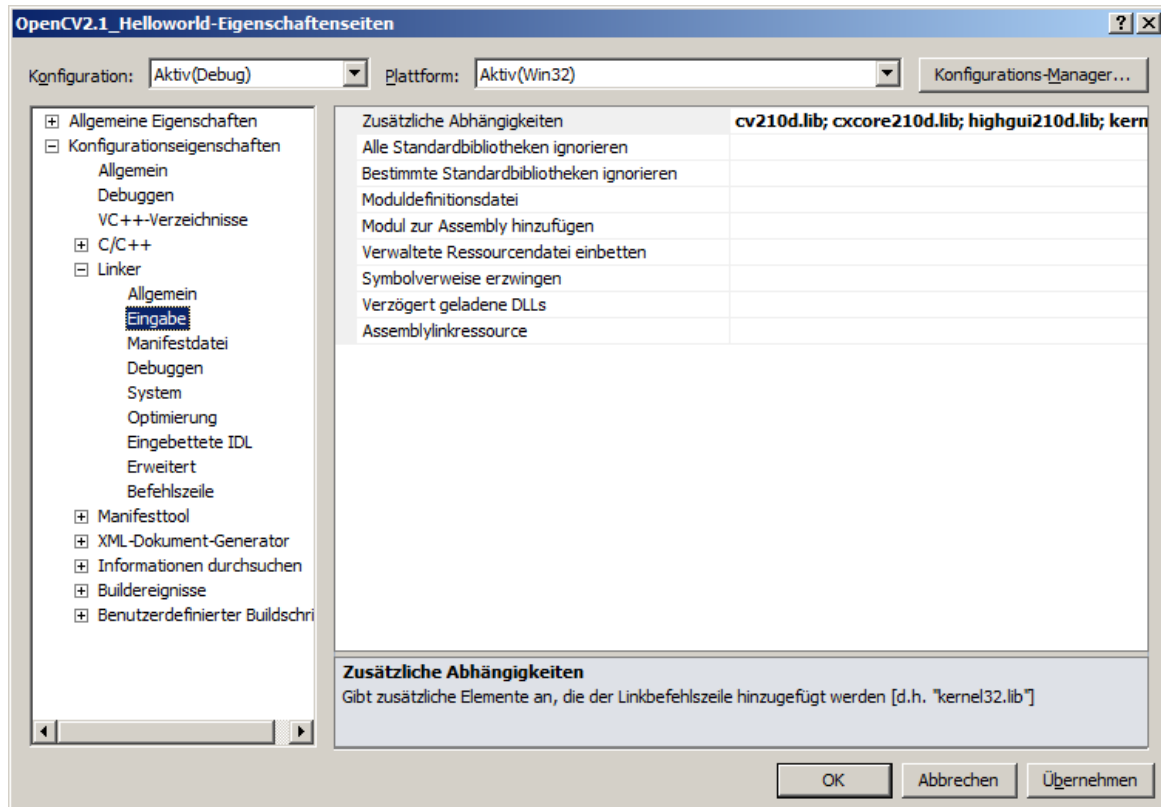 OpenCV2.1_Helloworld-Eigenschaftenseiten
Konfiguration: Aktiv(Debug) Plattform: Aktiv(Win32) Konfigurations-Manager...
Allgemeine Eigenschaften
Konfigurationseigenschaften
Allgemein
Debuggen
VC++-Verzeichnisse
C/C++
Linker
Allgemein
Eingabe
Manifestdatei
Debuggen
System
Optimierung
Eingebettete IDL
Erweitert
Befehlszeile
Manifesttool
XML-Dokument-Generator
Informationen durchsuchen
Buildereignisse
Benutzerdefinierter Buildschri
Zusätzliche Abhängigkeiten cv210d.lib; cxcore210d.lib; highgui210d.lib; kern
Alle Standardbibliotheken ignorieren
Bestimmte Standardbibliotheken ignorieren
Moduldefinitionsdatei
Modul zur Assembly hinzufügen
Verwaltete Ressourcendatei einbetten
Symbolverweise erzwingen
Verzögert geladene DLLs
Assemblylinkressource
Zusätzliche Abhängigkeiten
Gibt zusätzliche Elemente an, die der Linkbefehlszeile hinzugefügt werden [d.h. "kernel32.lib"]
OK Abbrechen Übernehmen